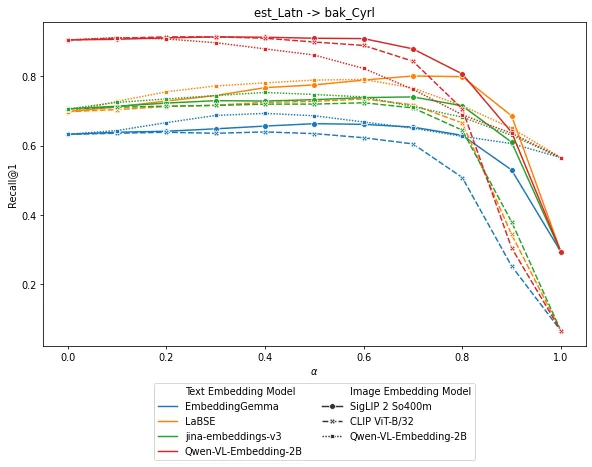 est_Latn -> bak_Cyrl
Recall@1
0.8
0.6
0.4
0.2
0.0 0.2 0.4 0.6 0.8 1.0
α
Text Embedding Model Image Embedding Model
EmbeddingGemma SigLIP 2 So400m
LaBSE CLIP ViT-B/32
jina-embeddings-v3 Qwen-VL-Embedding-2B
Qwen-VL-Embedding-2B